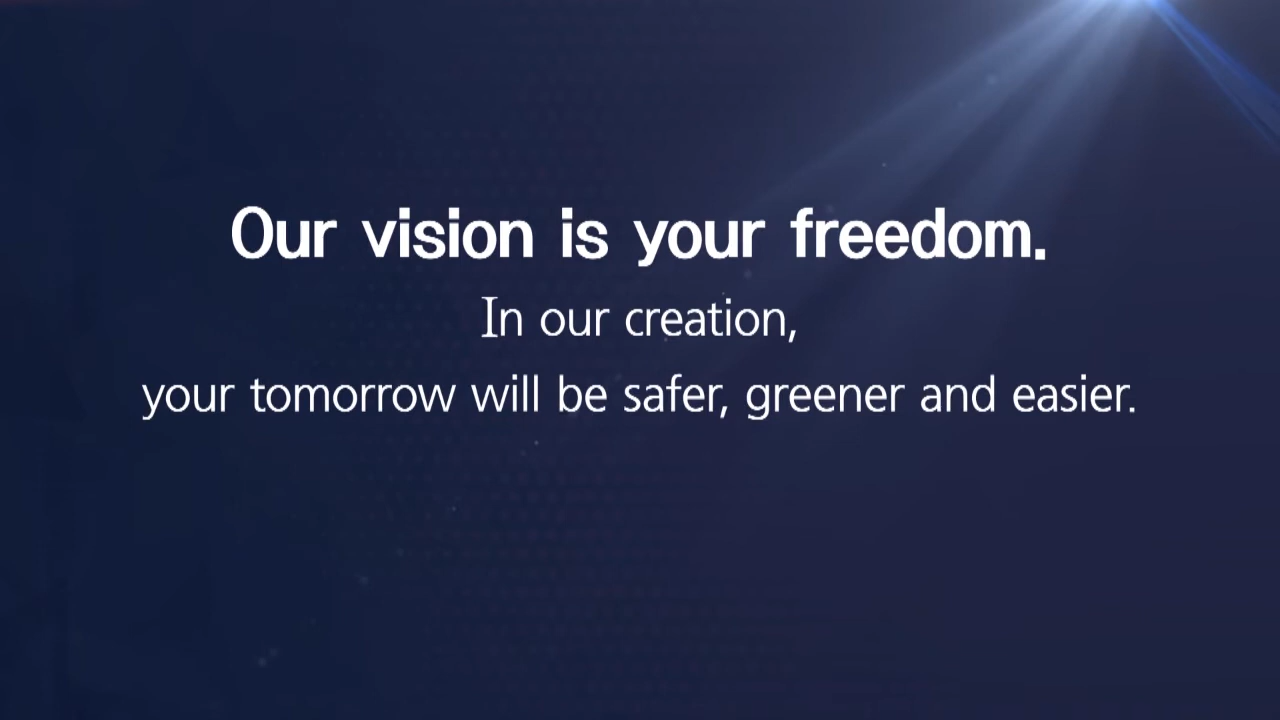 Our vision is your freedom.
In our creation,
your tomorrow will be safer, greener and easier.